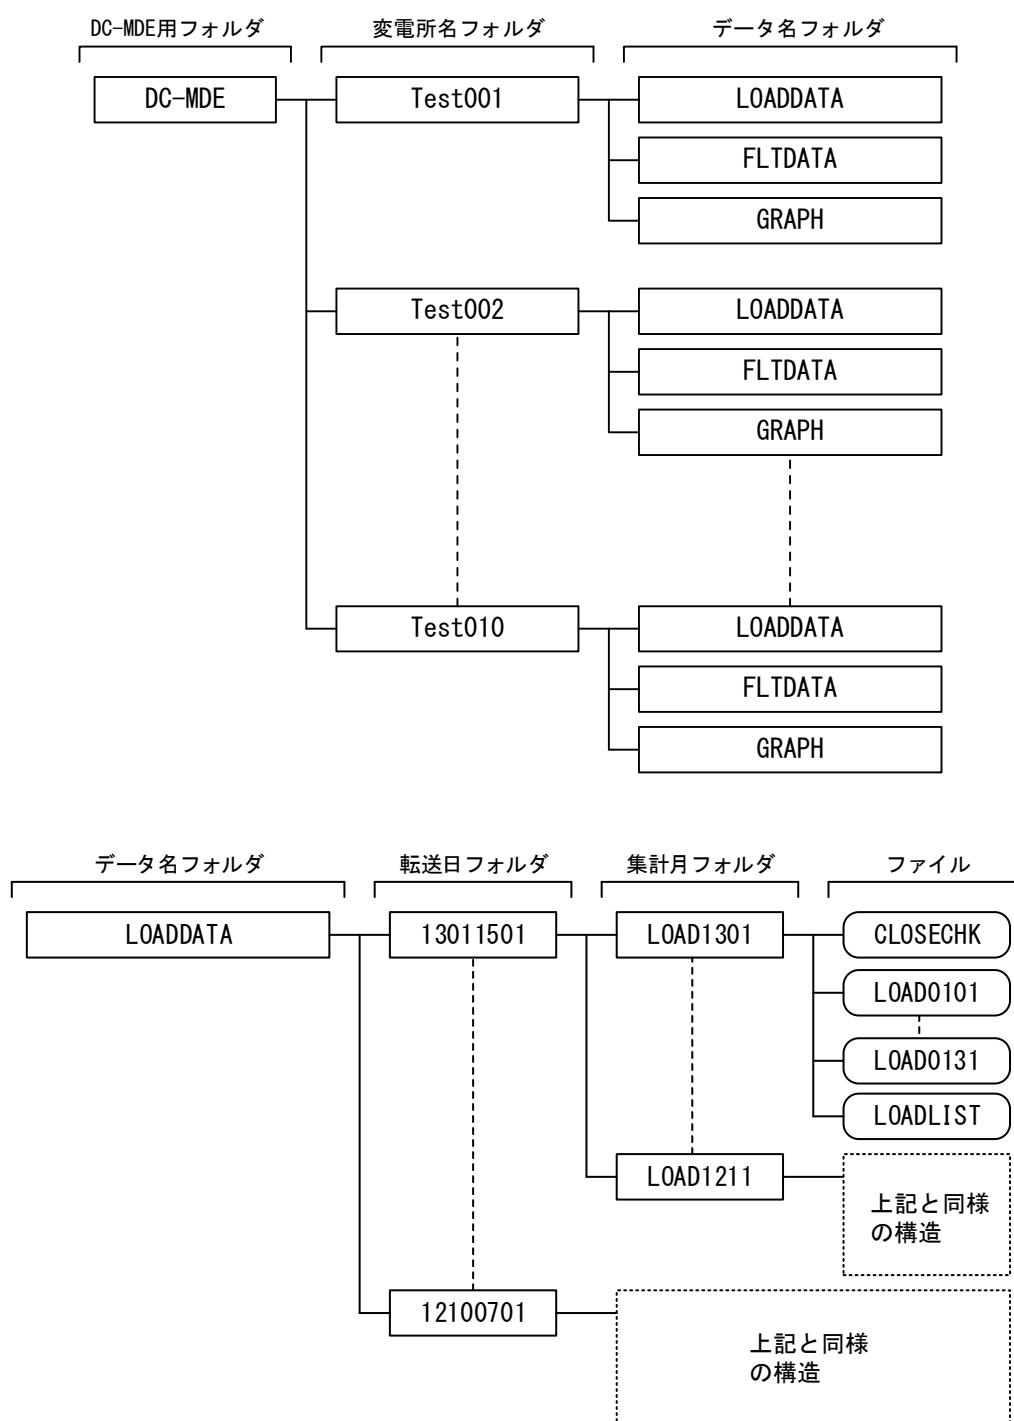 DC-MDE用フォルダ
変電所名フォルダ
データ名フォルダ
DC-MDE
Test001
LOADDATA
FLTDATA
GRAPH
Test002
LOADDATA
FLTDATA
GRAPH
Test010
LOADDATA
FLTDATA
GRAPH
データ名フォルダ
転送日フォルダ
集計月フォルダ
ファイル
LOADDATA
13011501
LOAD1301
CLOSECHK
LOAD0101
LOAD0131
LOADLIST
LOAD1211
上記と同様
の構造
12100701
上記と同様
の構造